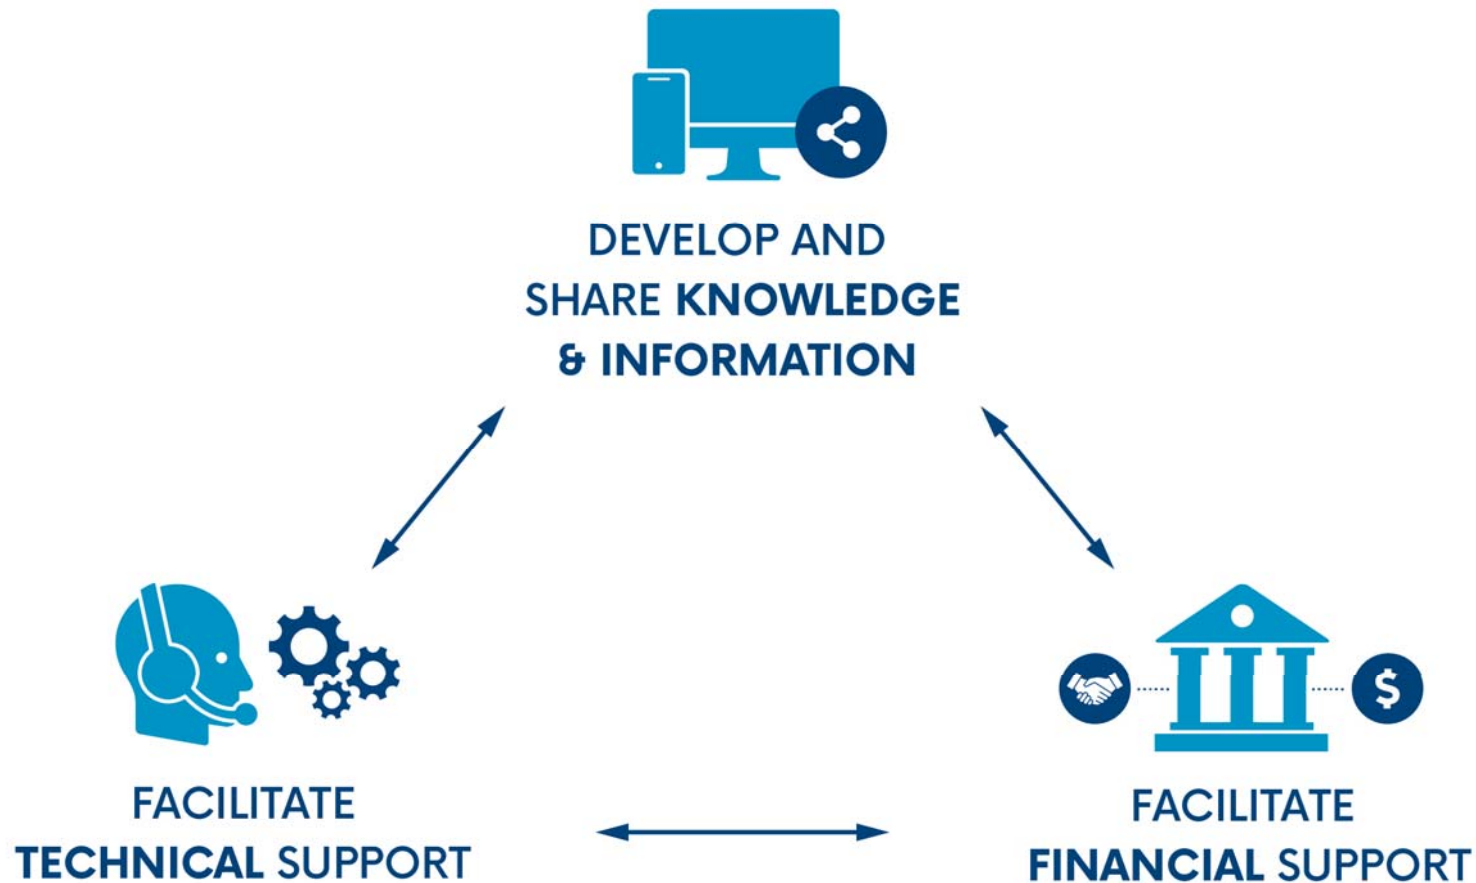 DEVELOP AND
SHARE KNOWLEDGE
& INFORMATION
FACILITATE
TECHNICAL SUPPORT
$
FACILITATE
FINANCIAL SUPPORT